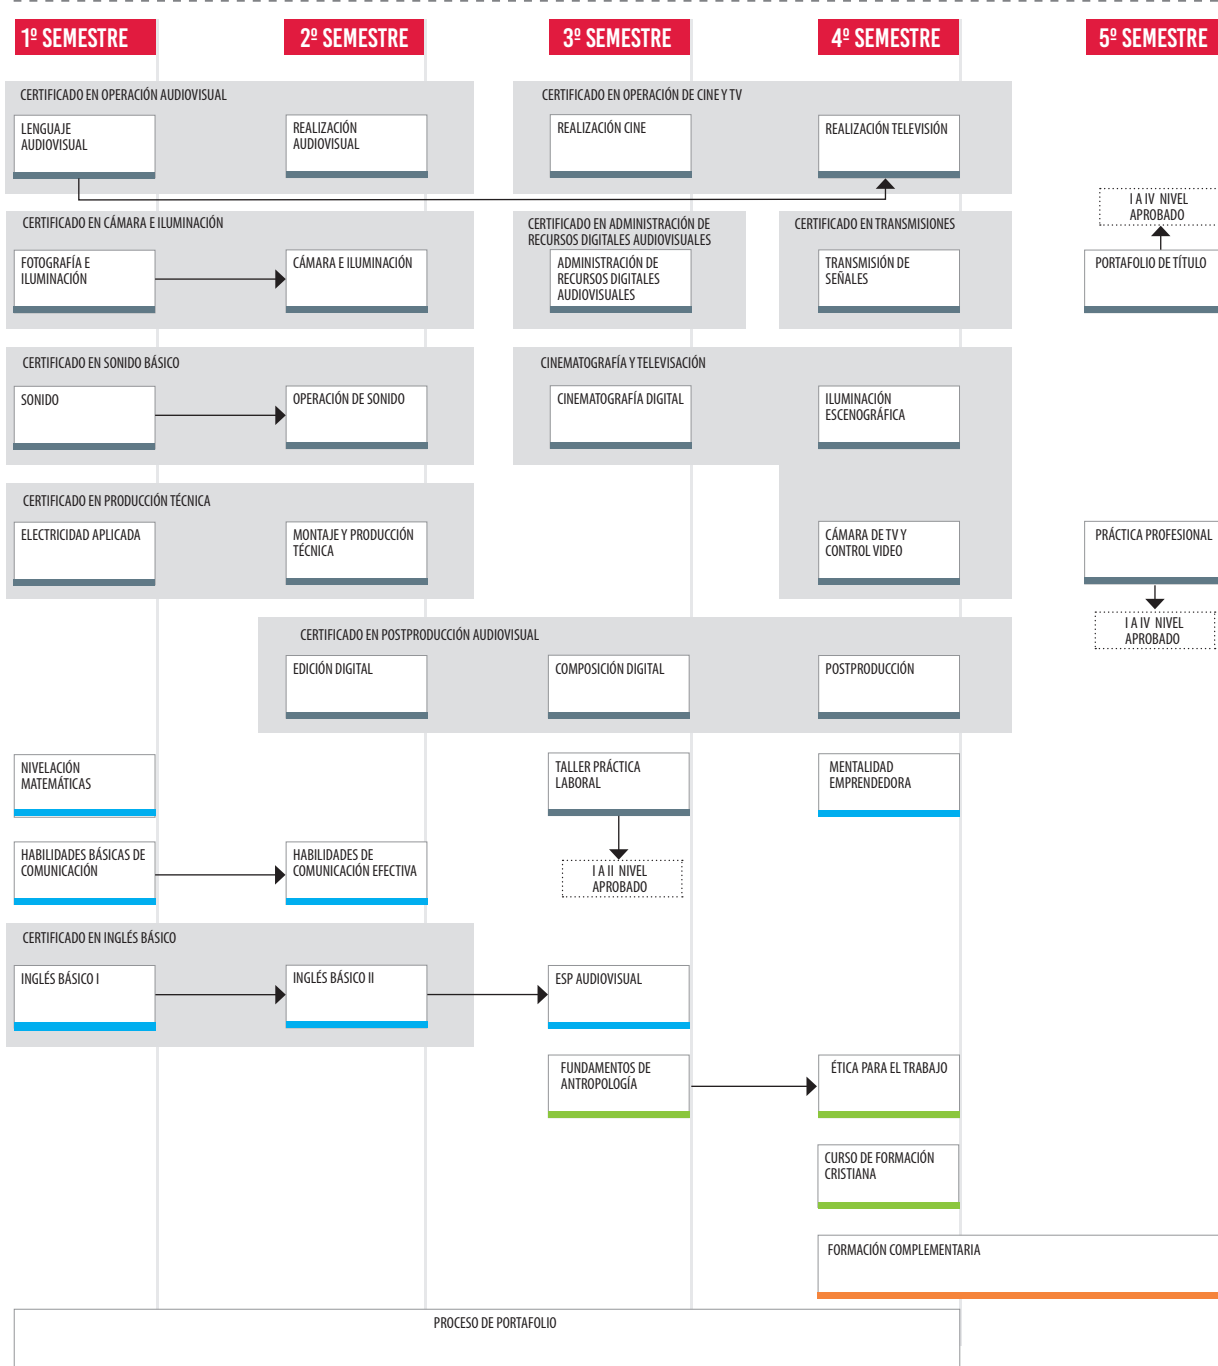 1º SEMESTRE
2º SEMESTRE
3º SEMESTRE
4º SEMESTRE
5º SEMESTRE
CERTIFICADO EN OPERACIÓN AUDIOVISUAL
CERTIFICADO EN OPERACIÓN DE CINE Y TV
LENGUAJE
AUDIOVISUAL
REALIZACIÓN
AUDIOVISUAL
REALIZACIÓN CINE
REALIZACIÓN TELEVISIÓN
I A IV NIVEL
APROBADO
CERTIFICADO EN CÁMARA E ILUMINACIÓN
CERTIFICADO EN ADMINISTRACIÓN DE
RECURSOS DIGITALES AUDIOVISUALES
CERTIFICADO EN TRANSMISIONES
FOTOGRAFÍA E
ILUMINACIÓN
CÁMARA E ILUMINACIÓN
ADMINISTRACIÓN DE
RECURSOS DIGITALES
AUDIOVISUALES
TRANSMISIÓN DE
SEÑALES
PORTAFOLIO DE TÍTULO
CERTIFICADO EN SONIDO BÁSICO
CINEMATOGRAFÍA Y TELEVISACIÓN
SONIDO
OPERACIÓN DE SONIDO
CINEMATOGRAFÍA DIGITAL
ILUMINACIÓN
ESCENOGRÁFICA
CERTIFICADO EN PRODUCCIÓN TÉCNICA
ELECTRICIDAD APLICADA
MONTAJE Y PRODUCCIÓN
TÉCNICA
CÁMARA DE TV Y
CONTROL VIDEO
PRÁCTICA PROFESIONAL
I A IV NIVEL
APROBADO
CERTIFICADO EN POSTPRODUCCIÓN AUDIOVISUAL
EDICIÓN DIGITAL
COMPOSICIÓN DIGITAL
POSTPRODUCCIÓN
NIVELACIÓN
MATEMÁTICAS
TALLER PRÁCTICA
LABORAL
MENTALIDAD
EMPRENDEDORA
HABILIDADES BÁSICAS DE
COMUNICACIÓN
HABILIDADES DE
COMUNICACIÓN EFECTIVA
I A II NIVEL
APROBADO
CERTIFICADO EN INGLÉS BÁSICO
INGLÉS BÁSICO I
INGLÉS BÁSICO II
ESP AUDIOVISUAL
FUNDAMENTOS DE
ANTROPOLOGÍA
ÉTICA PARA EL TRABAJO
CURSO DE FORMACIÓN
CRISTIANA
FORMACIÓN COMPLEMENTARIA
PROCESO DE PORTAFOLIO